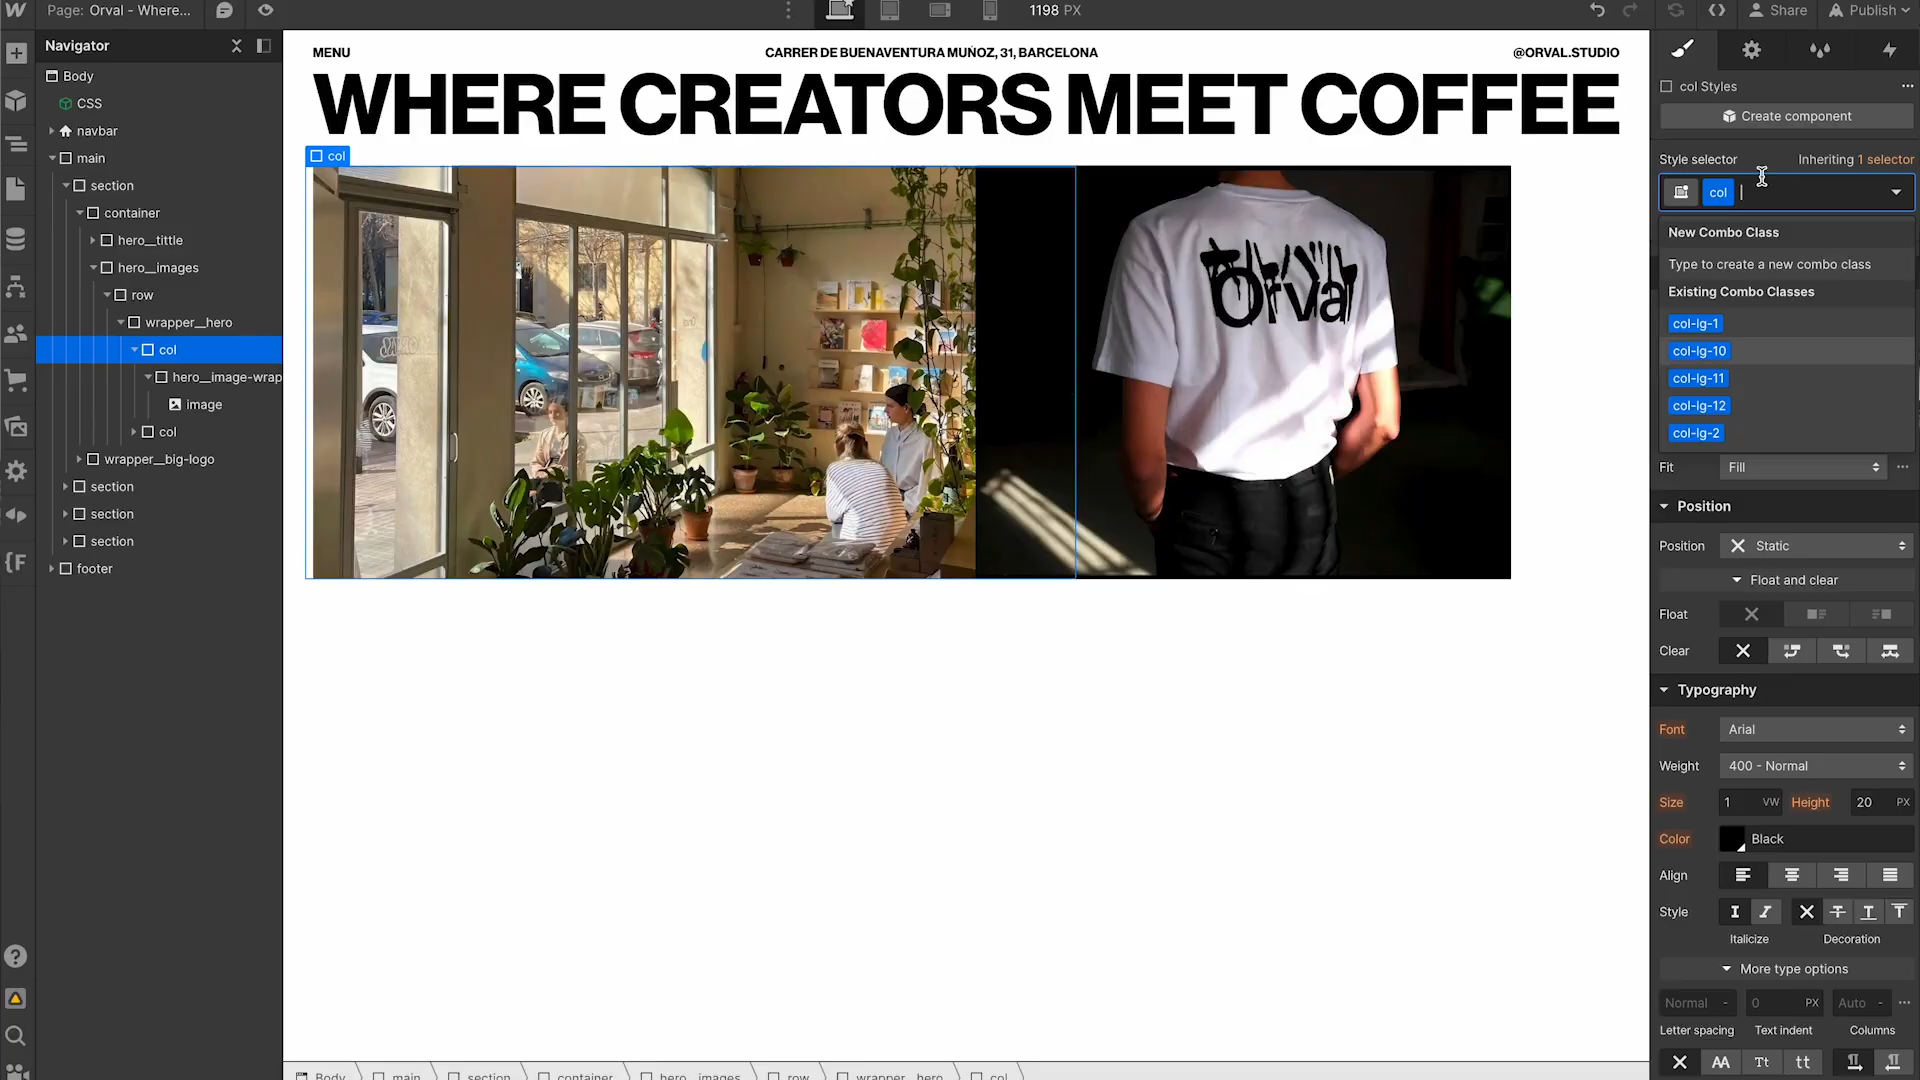 Page: Orval - Where...
1198 PX
Share
Publish
Navigator
Body
CSS
navbar
main
section
container
hero__tittle
hero__images
row
wrapper__hero
col
hero__image-wrap
image
col
wrapper__big-logo
section
section
section
footer
MENU
CARRER DE BUENAVENTURA MUÑOZ, 31, BARCELONA
@ORVAL.STUDIO
WHERE CREATORS MEET COFFEE
col
Orval
col Styles
Create component
Style selector
Inheriting 1 selector
col
New Combo Class
Type to create a new combo class
Existing Combo Classes
col-lg-1
col-lg-10
col-lg-11
col-lg-12
col-lg-2
Fit
Fill
Position
Position
Static
Float and clear
Float
Clear
Typography
Font
Arial
Weight
400 - Normal
Size
1 VW
Height
20 PX
Color
Black
Align
Style
Italicize
Decoration
More type options
Normal -
0 PX
Auto -
Letter spacing
Text indent
Columns
AA
Tt
tt
Body
main
section
container
hero__images
row
wrapper__hero
col